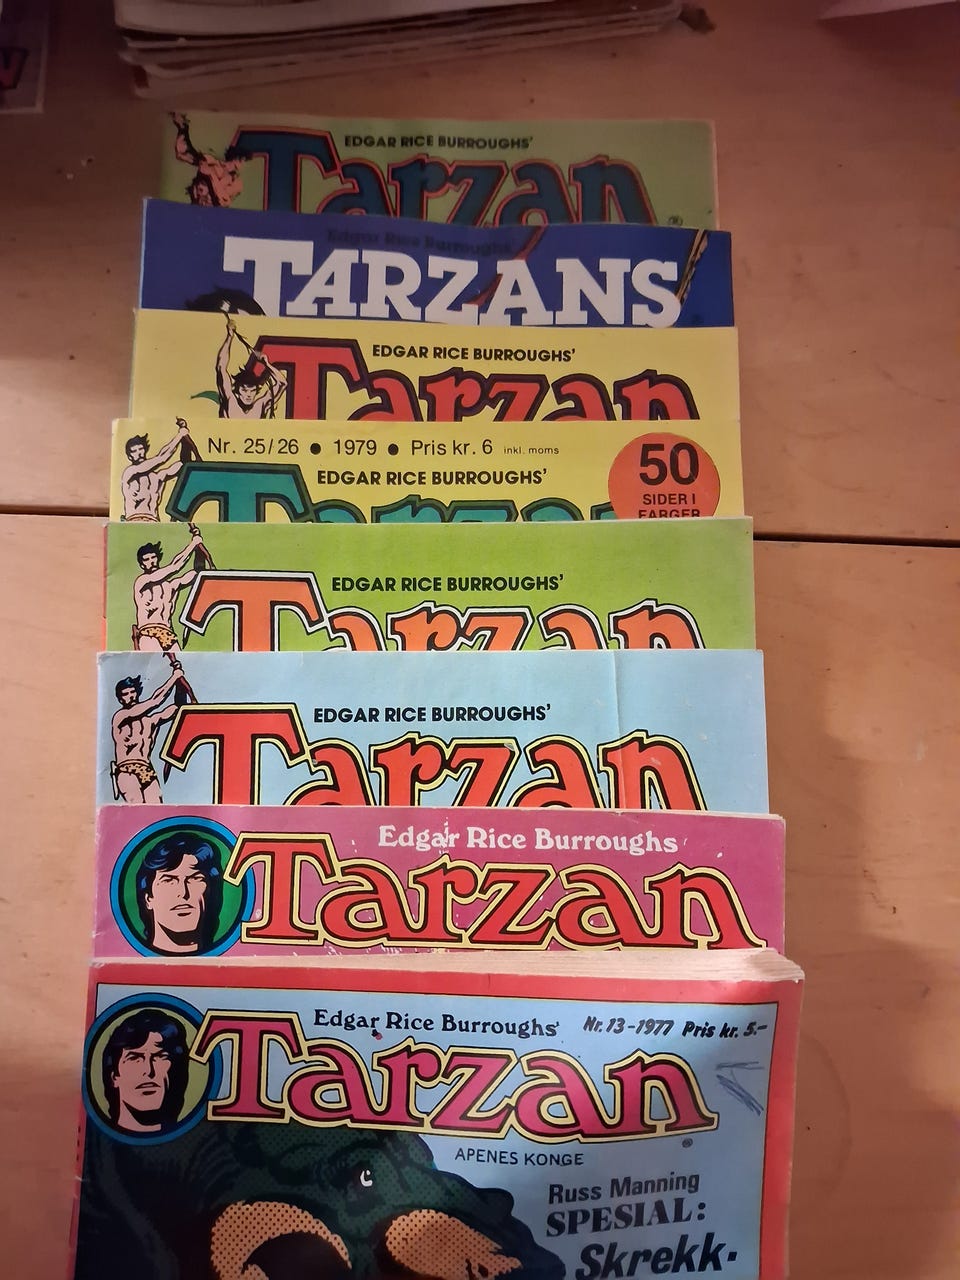 EDGAR RICE BURROUGHS'
Tarzan
®
Edgar Rice Burroughs
TARZANS
EDGAR RICE BURROUGHS'
Tarzan
Nr. 25/26 ● 1979 ● Pris kr. 6 inkl. moms
EDGAR RICE BURROUGHS'
Tarzan
50
SIDER I
FARGER
EDGAR RICE BURROUGHS'
Tarzan
EDGAR RICE BURROUGHS'
Tarzan
Edgar Rice Burroughs
Tarzan
Edgar Rice Burroughs' Nr. 13-1977 Pris kr. 5:-
Tarzan
®
APENES KONGE
Russ Manning
SPESIAL:
Skrekk-